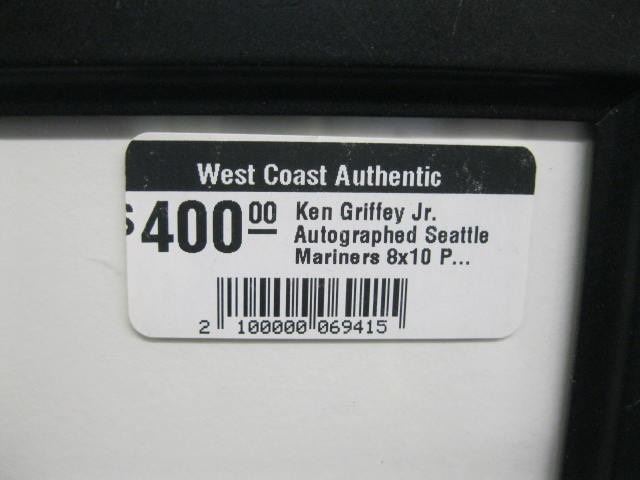 West Coast Authentic
$400.00 Ken Griffey Jr.
Autographed Seattle
Mariners 8x10 P...
2 100000 069415